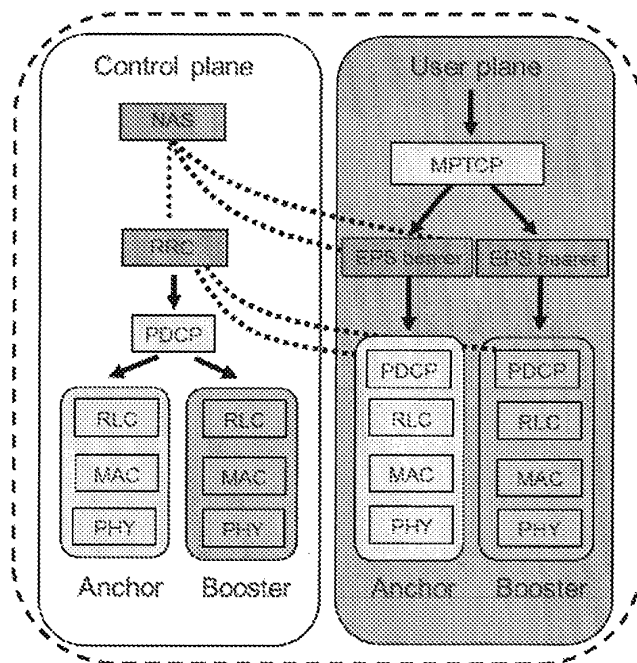 Control plane
NAS
RRC
PDCP
RLC
MAC
PHY
Anchor
RLC
MAC
PHY
Booster
User plane
MPTCP
EPS bearer
EPS bearer
PDCP
RLC
MAC
PHY
Anchor
PDCP
RLC
MAC
PHY
Booster